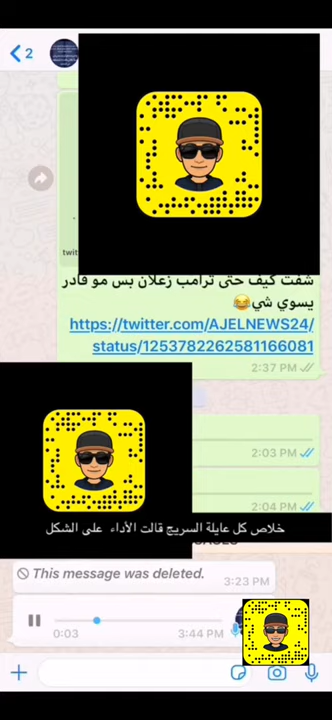 2
twit
شفت كيف حتى ترامب زعلان بس مو قادر
يسوي شي😂
https://twitter.com/AJELNEWS24/
status/1253782262581166081
2:37 PM
2:03 PM
2:04 PM
خلاص كل عايلة السريج قالت الأداء على الشكل
This message was deleted.
3:23 PM
0:03
3:44 PM